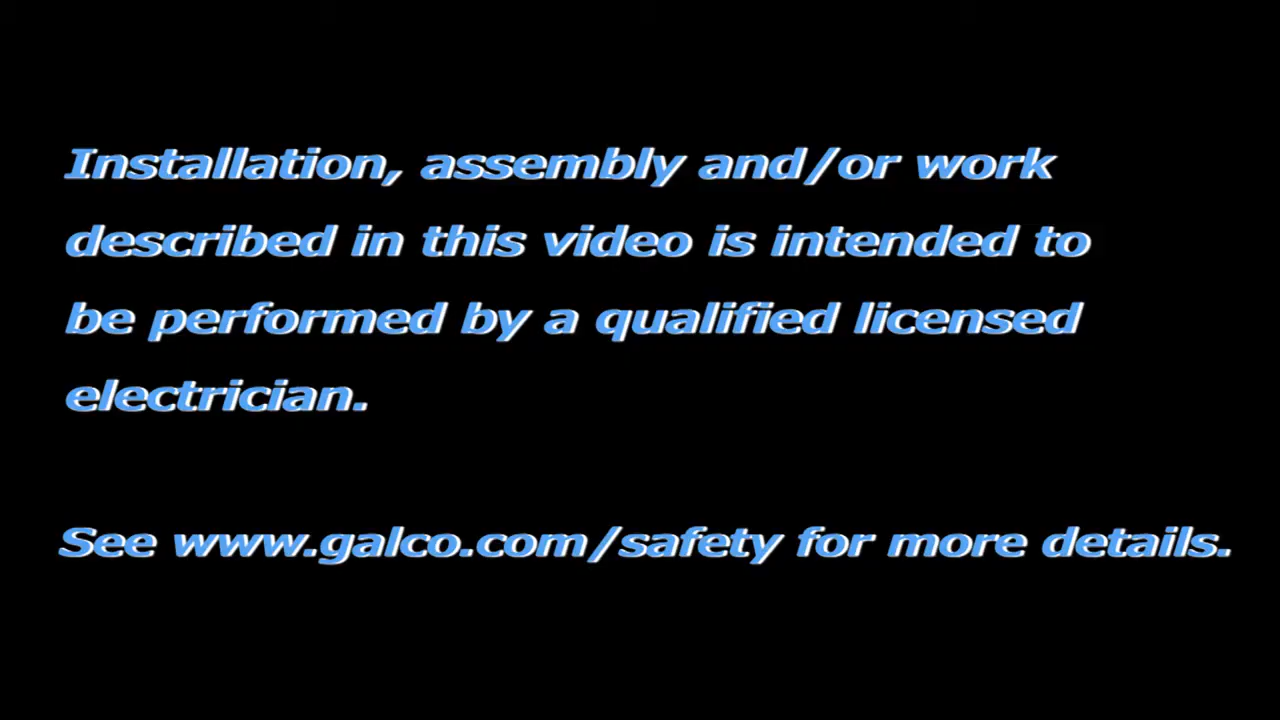 Installation, assembly and/or work
described in this video is intended to
be performed by a qualified licensed
electrician.
See www.galco.com/safety for more details.